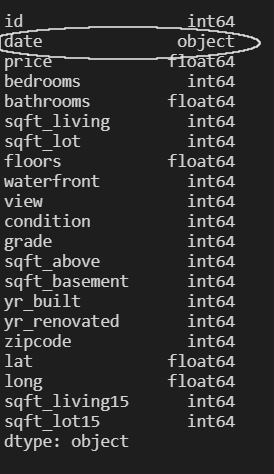 id int64
date object
price float64
bedrooms int64
bathrooms float64
sqft_living int64
sqft_lot int64
floors float64
waterfront int64
view int64
condition int64
grade int64
sqft_above int64
sqft_basement int64
yr_built int64
yr_renovated int64
zipcode int64
lat float64
long float64
sqft_living15 int64
sqft_lot15 int64
dtype: object